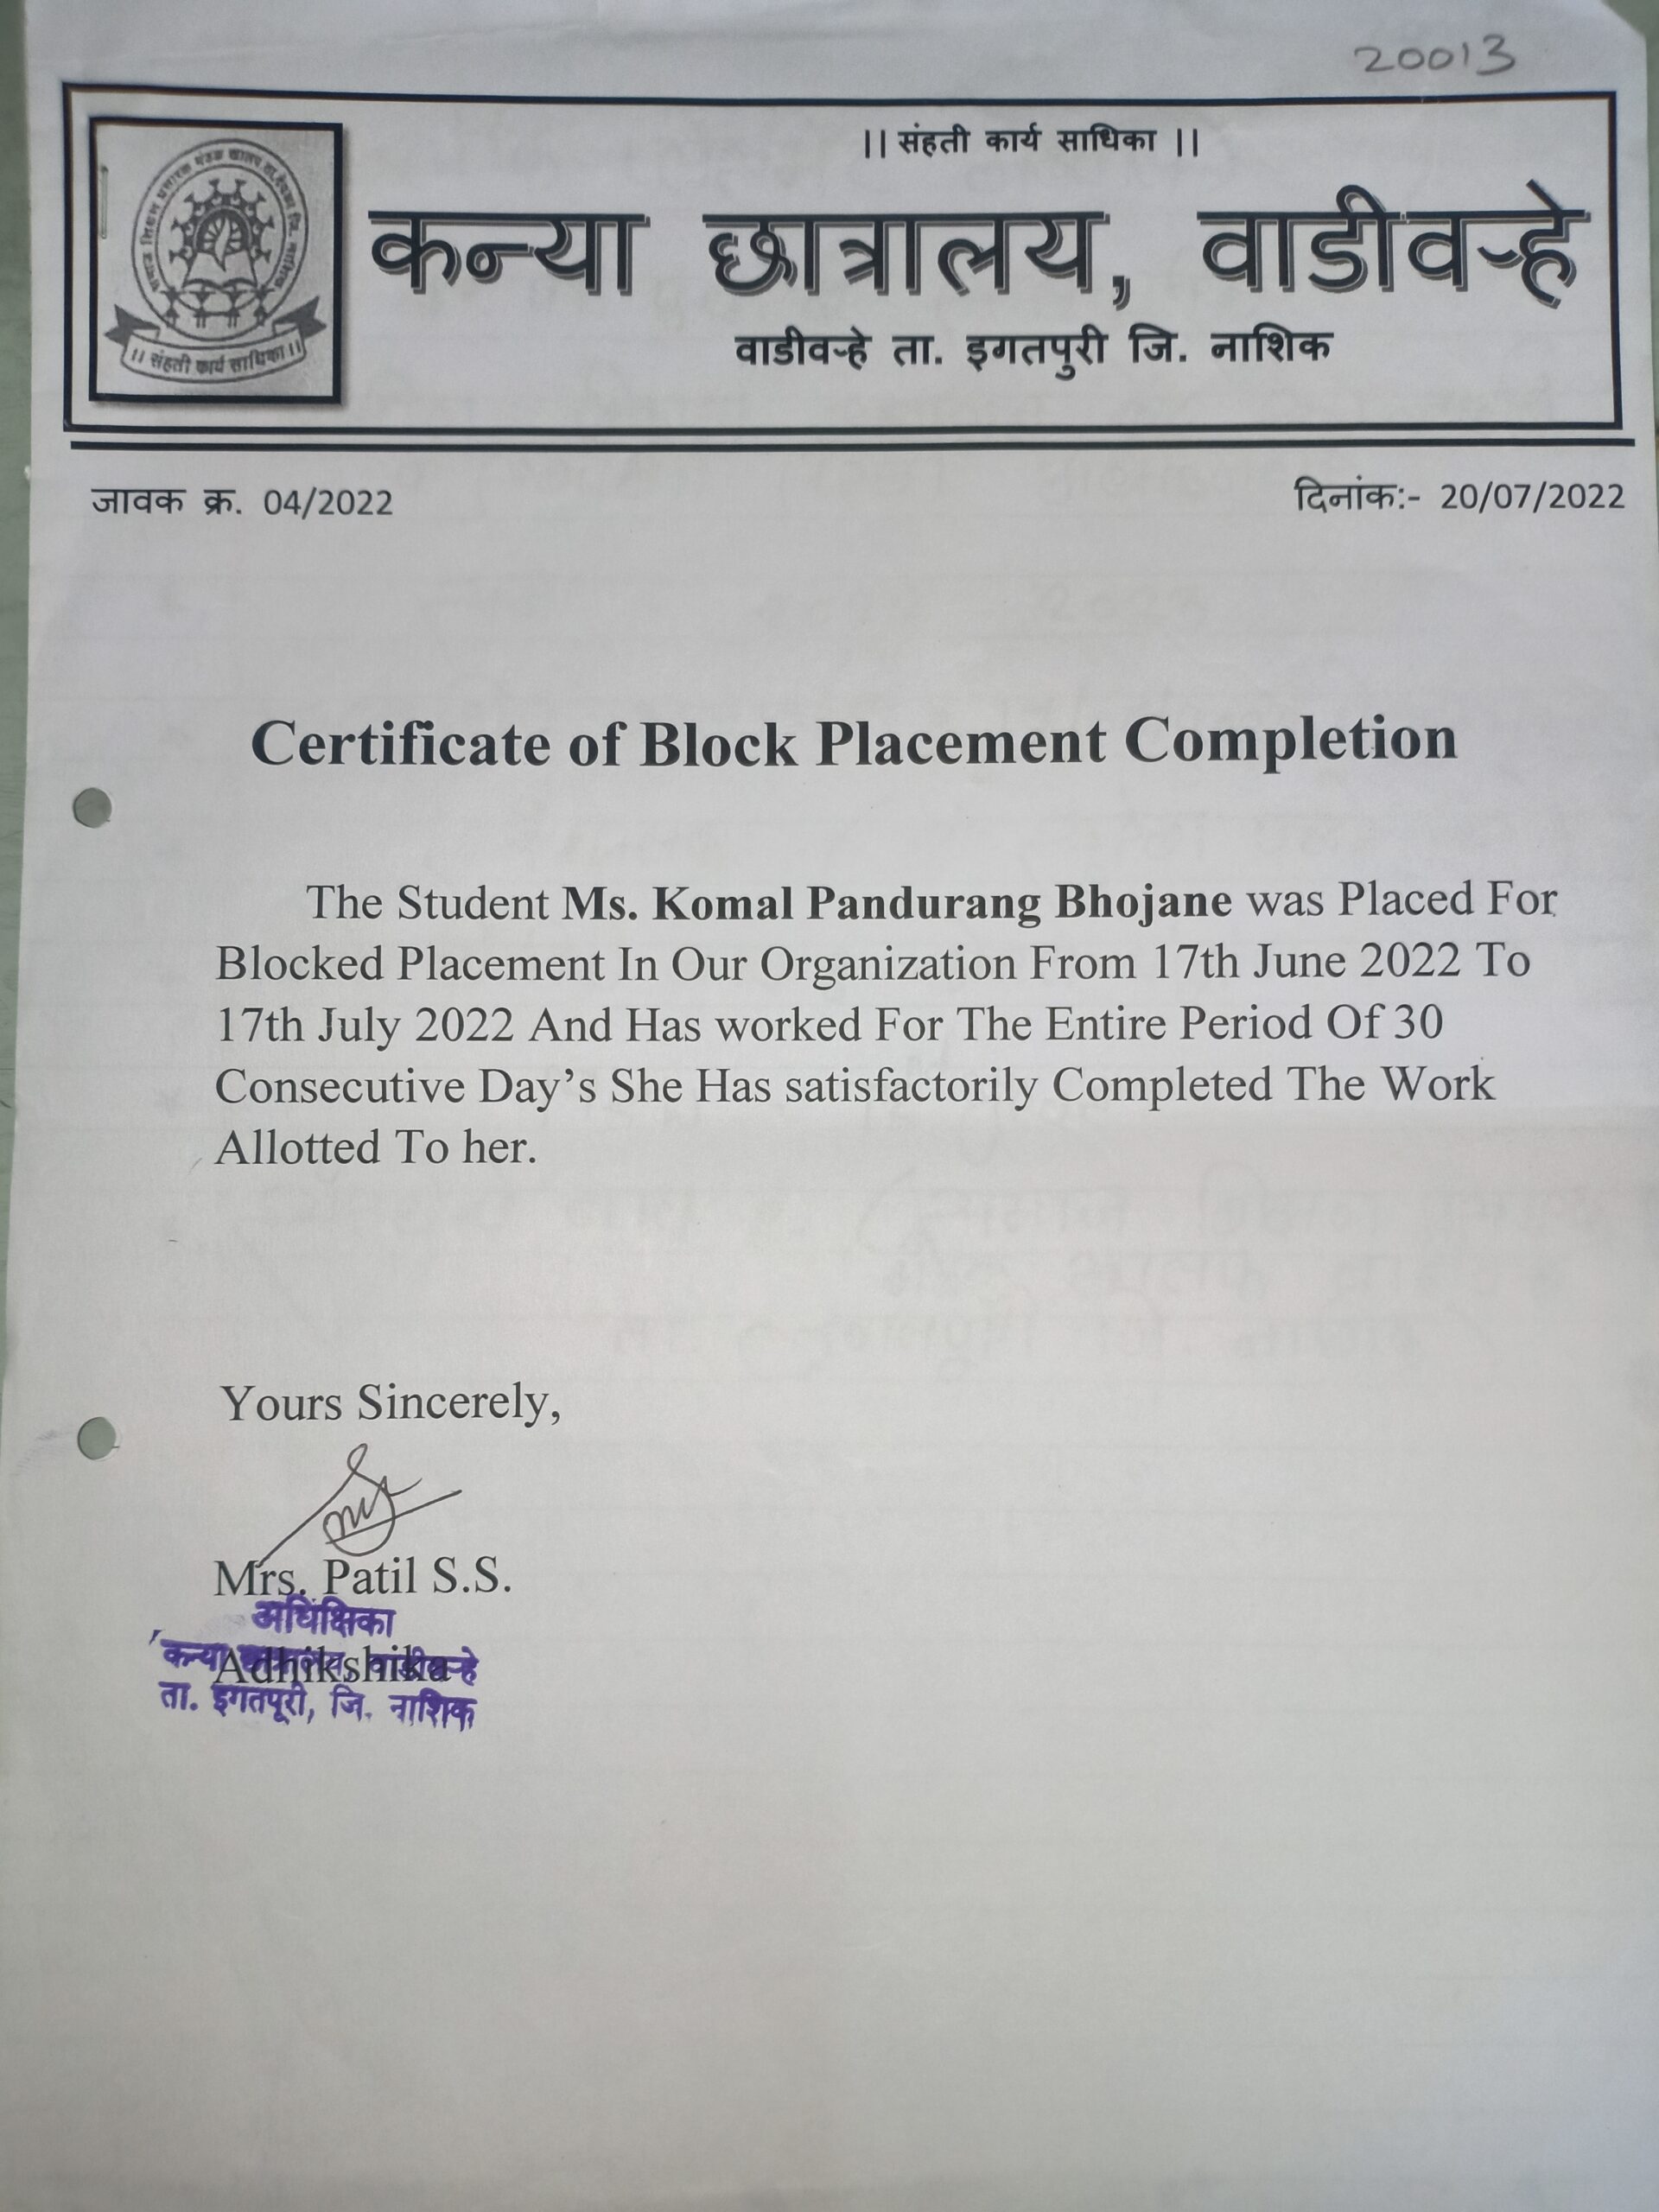 20013
|| संहती कार्य साधिका ||
कन्या छात्रालय, वाडीवऱ्हे
वाडीवऱ्हे ता. इगतपुरी जि. नाशिक
|| संहती कार्य साधिका ||
जावक क्र. 04/2022
दिनांक:- 20/07/2022
Certificate of Block Placement Completion
The Student Ms. Komal Pandurang Bhojane was Placed For
Blocked Placement In Our Organization From 17th June 2022 To
17th July 2022 And Has worked For The Entire Period Of 30
Consecutive Day’s She Has satisfactorily Completed The Work
Allotted To her.
Yours Sincerely,
Mrs. Patil S.S.
अधिक्षिका
Adhikshika
कन्या वाडीवऱ्हे
ता. इगतपूरी, जि. नाशिक